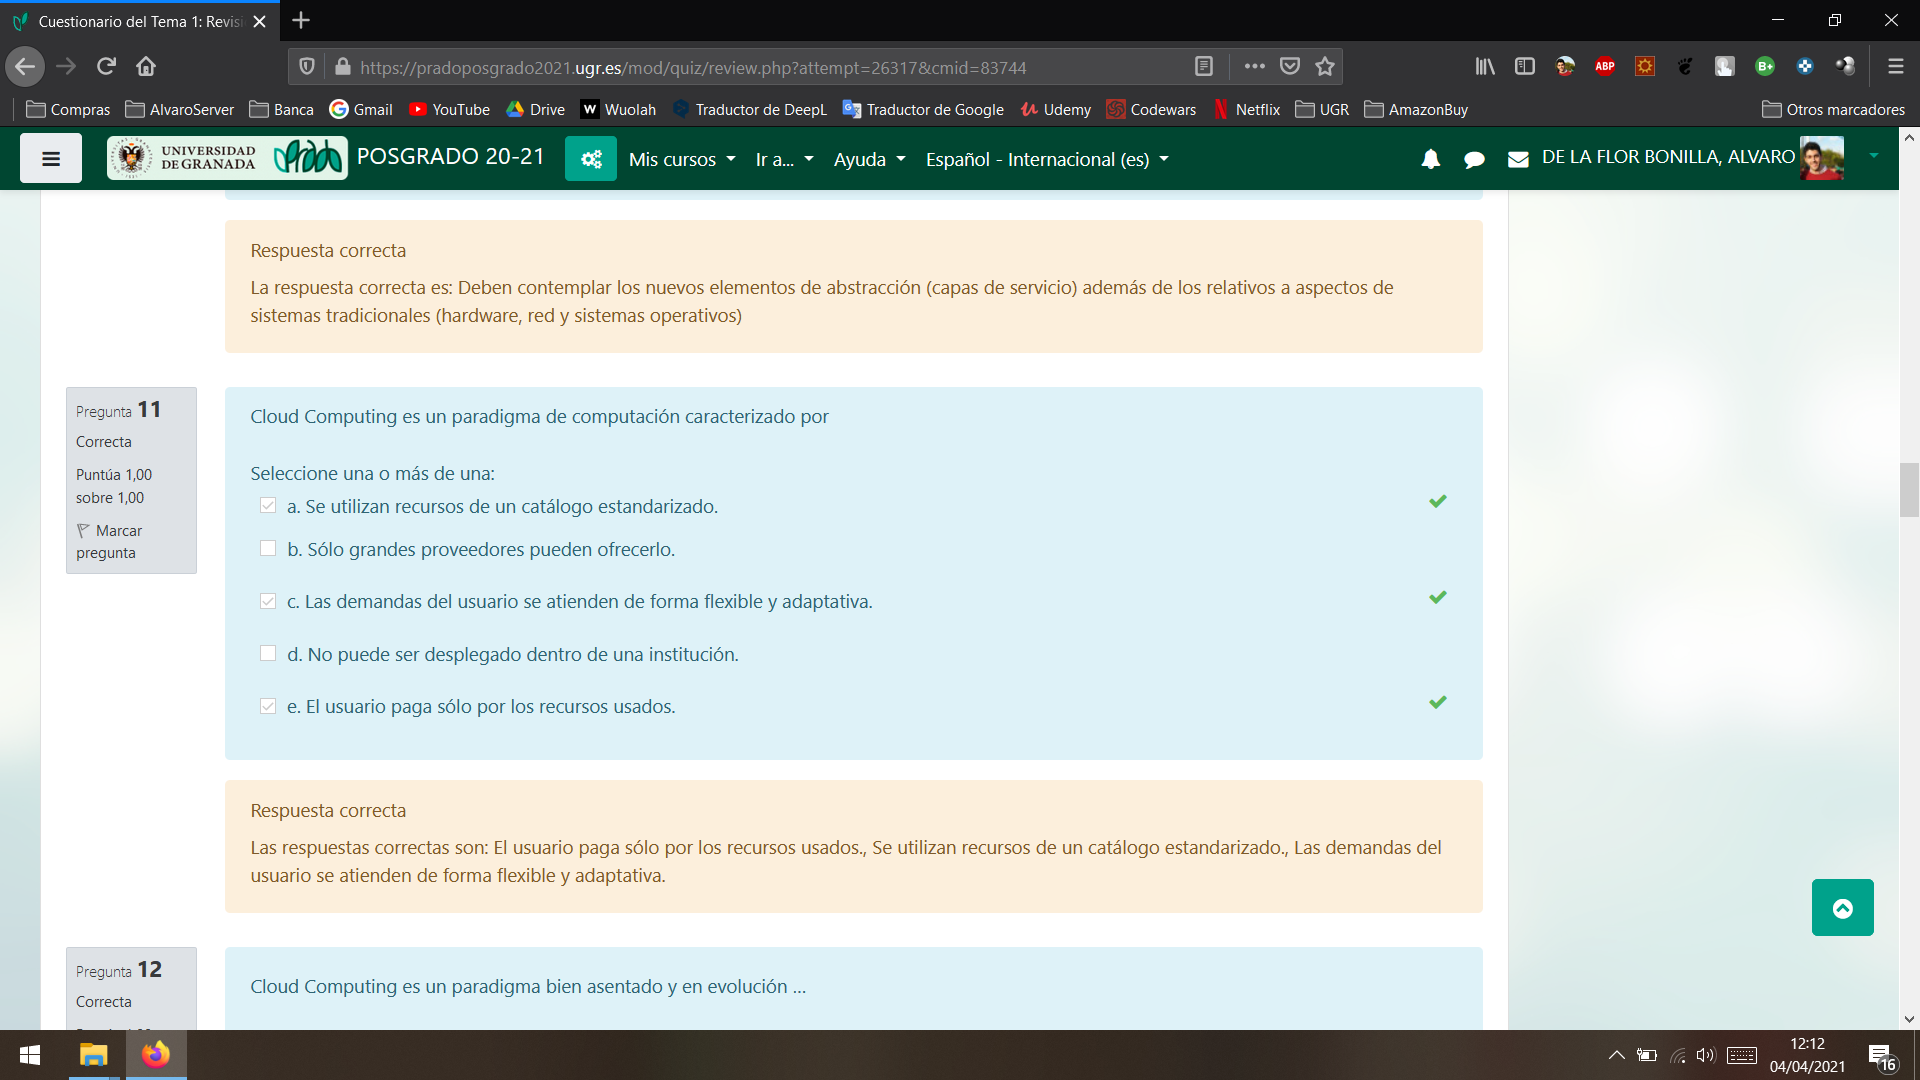 Cuestionario del Tema 1: Revisi
https://pradoposgrado2021.ugr.es/mod/quiz/review.php?attempt=26317&cmid=83744
ABP
B+
Compras
AlvaroServer
Banca
Gmail
YouTube
Drive
W Wuolah
Traductor de DeepL
Traductor de Google
Udemy
Codewars
Netflix
UGR
AmazonBuy
Otros marcadores
UNIVERSIDAD
DE GRANADA
Prado
POSGRADO 20-21
Mis cursos
Ir a...
Ayuda
Español - Internacional (es)
DE LA FLOR BONILLA, ALVARO
Respuesta correcta
La respuesta correcta es: Deben contemplar los nuevos elementos de abstracción (capas de servicio) además de los relativos a aspectos de
sistemas tradicionales (hardware, red y sistemas operativos)
Pregunta 11
Correcta
Puntúa 1,00
sobre 1,00
Marcar
pregunta
Cloud Computing es un paradigma de computación caracterizado por
Seleccione una o más de una:
a. Se utilizan recursos de un catálogo estandarizado.
b. Sólo grandes proveedores pueden ofrecerlo.
c. Las demandas del usuario se atienden de forma flexible y adaptativa.
d. No puede ser desplegado dentro de una institución.
e. El usuario paga sólo por los recursos usados.
Respuesta correcta
Las respuestas correctas son: El usuario paga sólo por los recursos usados., Se utilizan recursos de un catálogo estandarizado., Las demandas del
usuario se atienden de forma flexible y adaptativa.
Pregunta 12
Correcta
Cloud Computing es un paradigma bien asentado y en evolución ...
12:12
04/04/2021
16